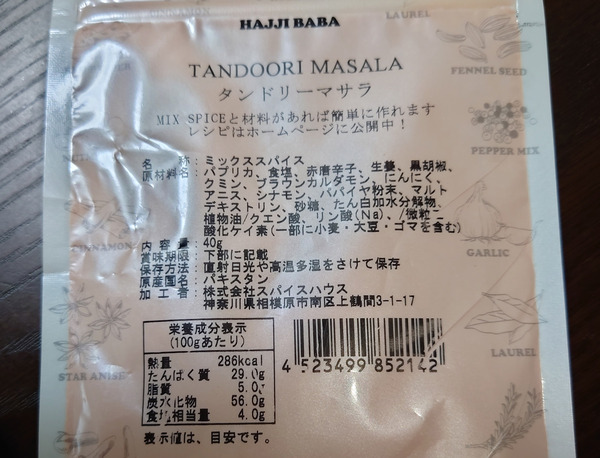 CINNAMON
LAUREL
HAJJI BABA
TANDOORI MASALA
タンドリーマサラ
MIX SPICEと材料があれば簡単に作れます
レシピはホームページに公開中！
FENNEL SEED
PEPPER MIX
名 称：ミックススパイス
原材料名：パプリカ、食塩、赤唐辛子、生姜、黒胡椒、
クミン、ブラウンカルダモン、にんにく、
アニス、シナモン、パパイヤ粉末、マルト
デキストリン、砂糖、たん白加水分解物、
植物油/クエン酸、リン酸(Na)、/微粒二
酸化ケイ素(一部に小麦・大豆・ゴマを含む)
内 容 量：40g
賞味期限：下部に記載
保存方法：直射日光や高温多湿をさけて保存
原産国名：パキスタン
加 工 者：株式会社スパイスハウス
神奈川県相模原市南区上鶴間3-1-17
CINNAMON
GARLIC
LAUREL
STAR ANISE
栄養成分表示
(100gあたり)
熱量 286kcal
たんぱく質 29.0g
脂質 5.0
炭水化物 56.0g
食塩相当量 4.0g
表示値は、目安です。
4 523499 852142